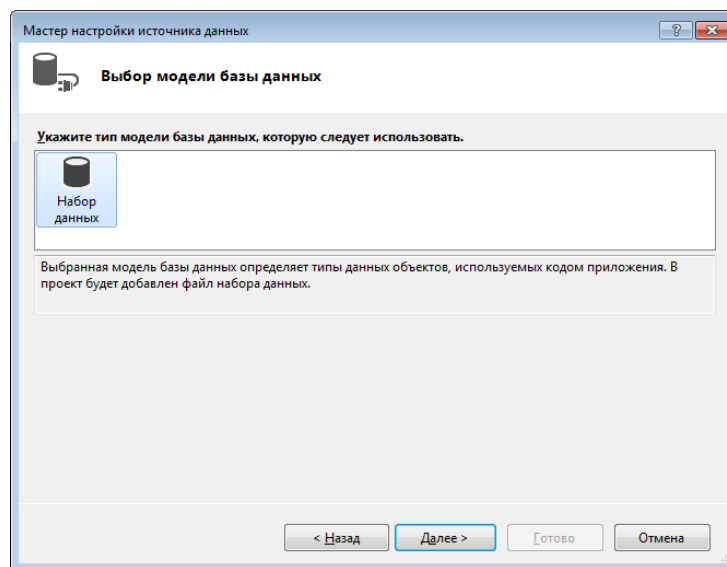 Мастер настройки источника данных
Выбор модели базы данных
Укажите тип модели базы данных, которую следует использовать.
Набор
данных
Выбранная модель базы данных определяет типы данных объектов, используемых кодом приложения. В
проект будет добавлен файл набора данных.
< Назад Далее > Готово Отмена